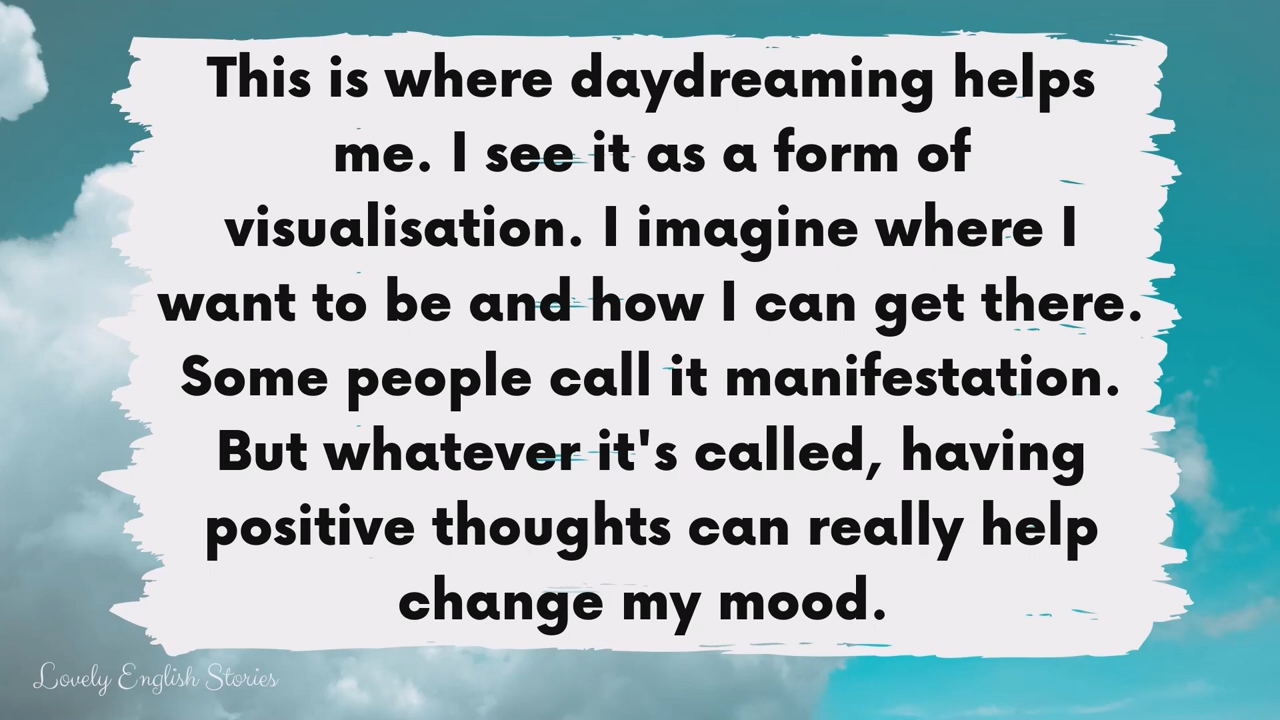 This is where daydreaming helps
me. I see it as a form of
visualisation. I imagine where I
want to be and how I can get there.
Some people call it manifestation.
But whatever it's called, having
positive thoughts can really help
change my mood.
Lovely English Stories